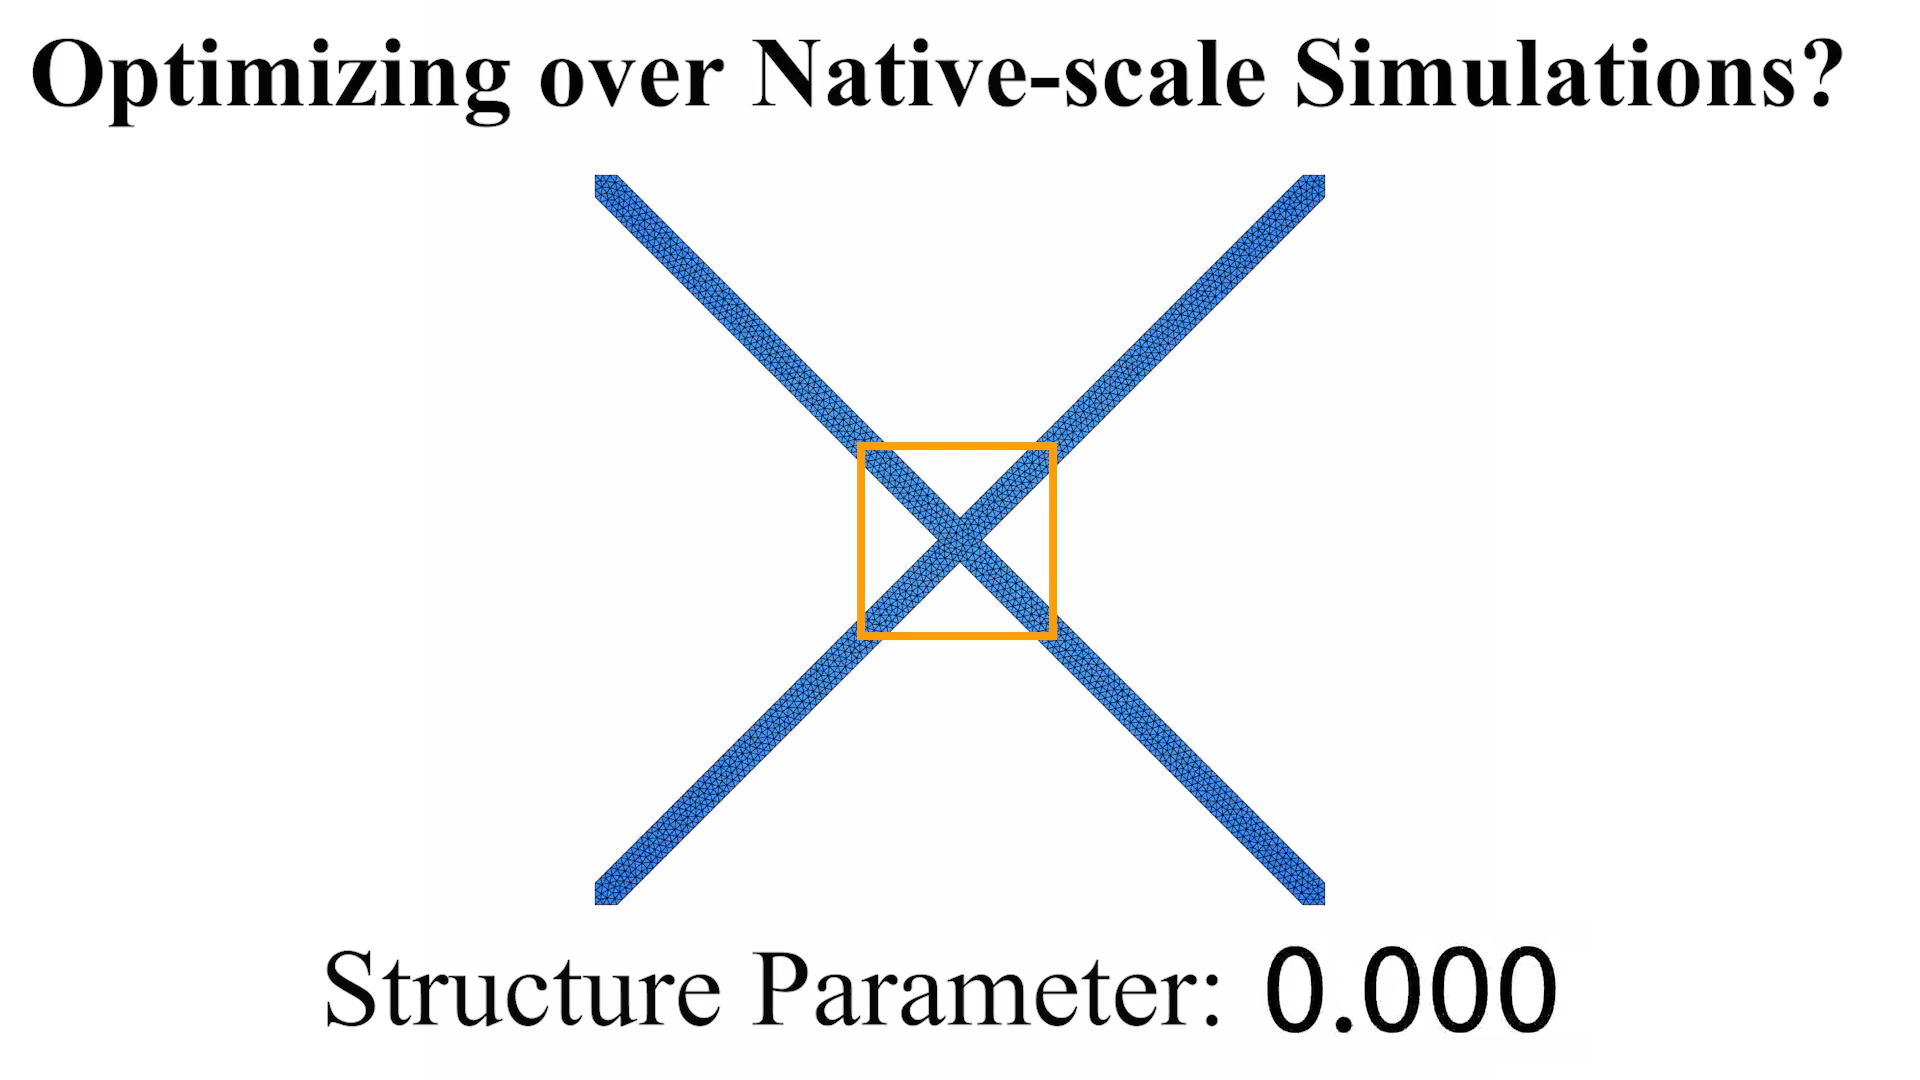 Optimizing over Native-scale Simulations?
Structure Parameter: 0.000